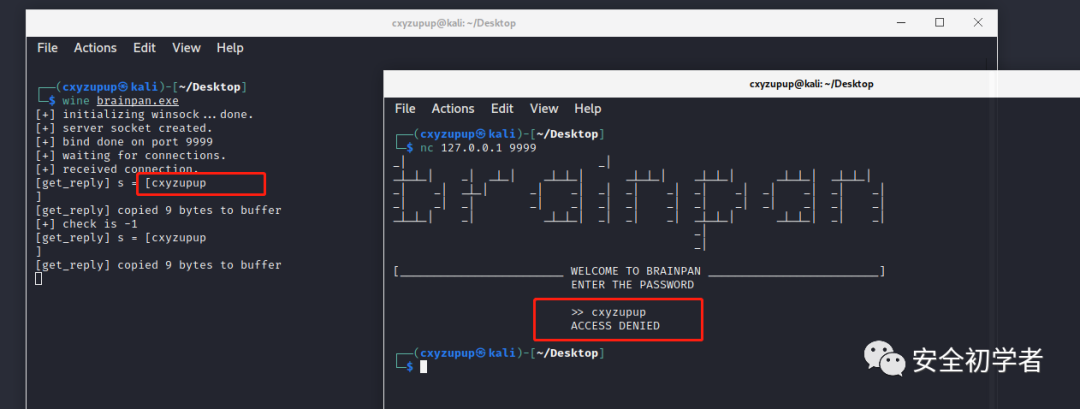 cxyzupup@kali: ~/Desktop
File Actions Edit View Help
┌──(cxyzupup㉿kali)-[~/Desktop]
└─$ wine brainpan.exe
[+] initializing winsock...done.
[+] server socket created.
[+] bind done on port 9999
[+] waiting for connections.
[+] received connection.
[get_reply] s = [cxyzupup
]
[get_reply] copied 9 bytes to buffer
[+] check is -1
[get_reply] s = [cxyzupup
]
[get_reply] copied 9 bytes to buffer
cxyzupup@kali: ~/Desktop
File Actions Edit View Help
┌──(cxyzupup㉿kali)-[~/Desktop]
└─$ nc 127.0.0.1 9999
brainpan
[________________________ WELCOME TO BRAINPAN _________________________]
ENTER THE PASSWORD
>> cxyzupup
ACCESS DENIED
┌──(cxyzupup㉿kali)-[~/Desktop]
└─$
安全初学者